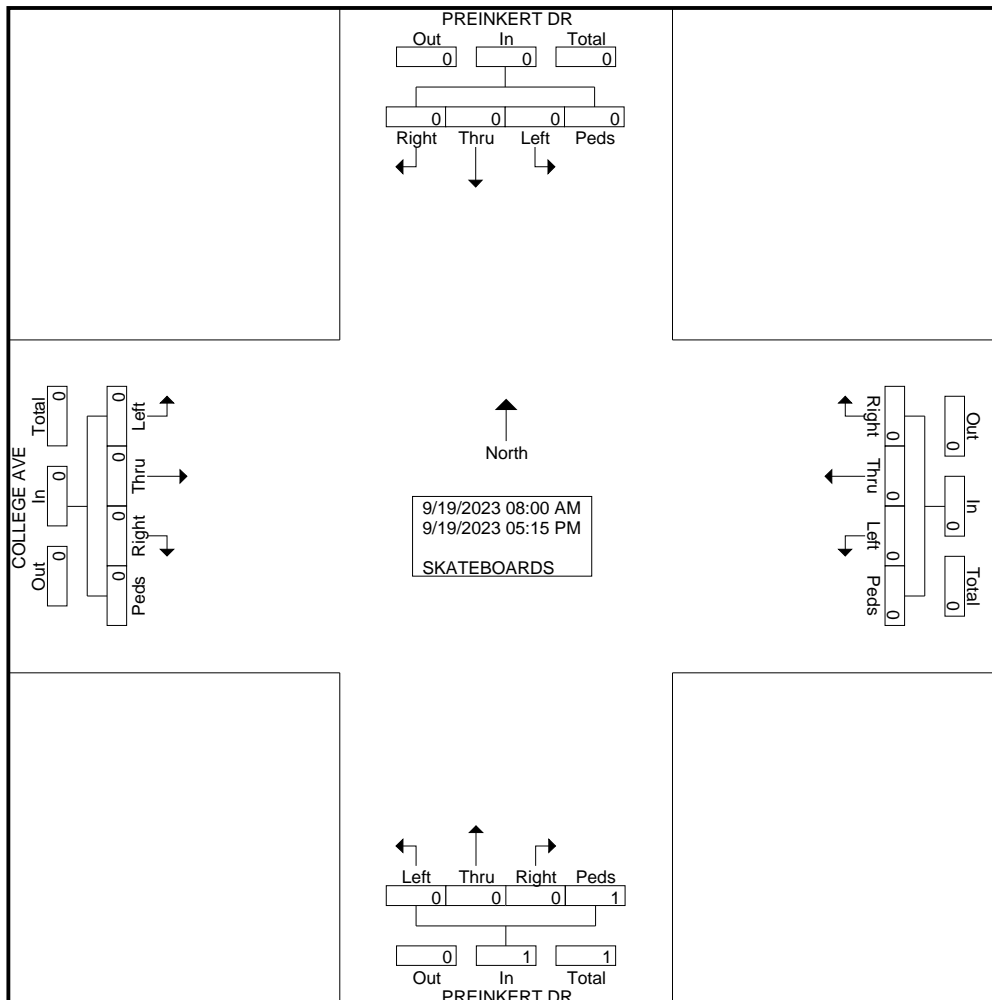 PREINKERT DR
Out In Total
0 0 0
0 0 0 0
Right Thru Left Peds
COLLEGE AVE
Total In Out
0 0 0
0 0 0 0
Left Thru Right Peds
North
9/19/2023 08:00 AM
9/19/2023 05:15 PM
SKATEBOARDS
Right Thru Left Peds
0 0 0 0
Out In Total
0 0 0
Left Thru Right Peds
0 0 0 1
0 1 1
Out In Total
PREINKERT DR